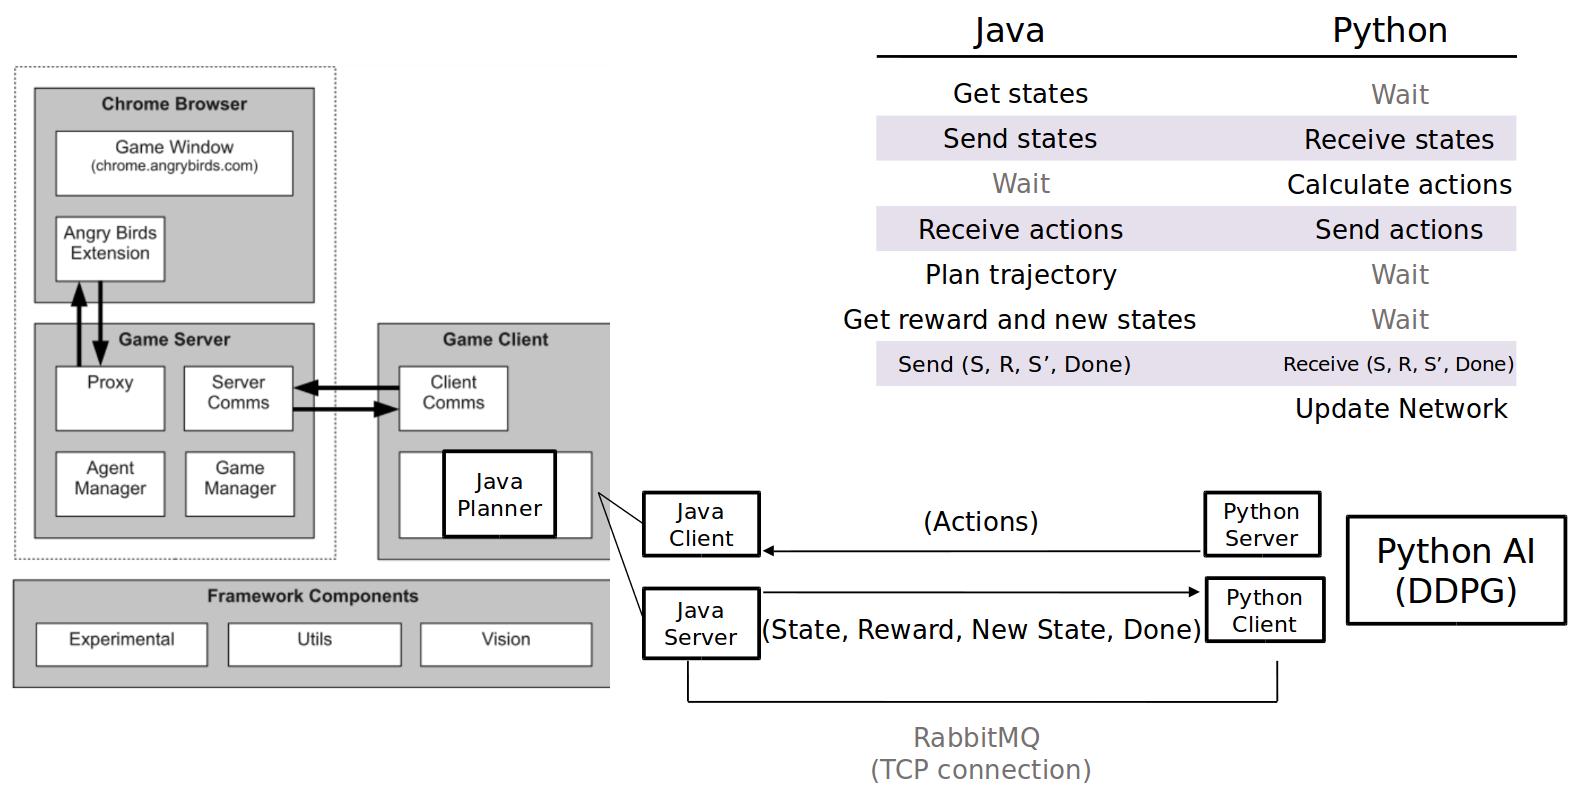 Java Python
Get states Wait
Send states Receive states
Wait Calculate actions
Receive actions Send actions
Plan trajectory Wait
Get reward and new states Wait
Send (S, R, S’, Done) Receive (S, R, S’, Done)
Update Network
Chrome Browser
Game Window
(chrome.angrybirds.com)
Angry Birds
Extension
Game Server
Proxy
Server
Comms
Agent
Manager
Game
Manager
Game Client
Client
Comms
Java
Planner
Framework Components
Experimental
Utils
Vision
Java
Client
(Actions)
Python
Server
Java
Server
(State, Reward, New State, Done)
Python
Client
Python AI
(DDPG)
RabbitMQ
(TCP connection)